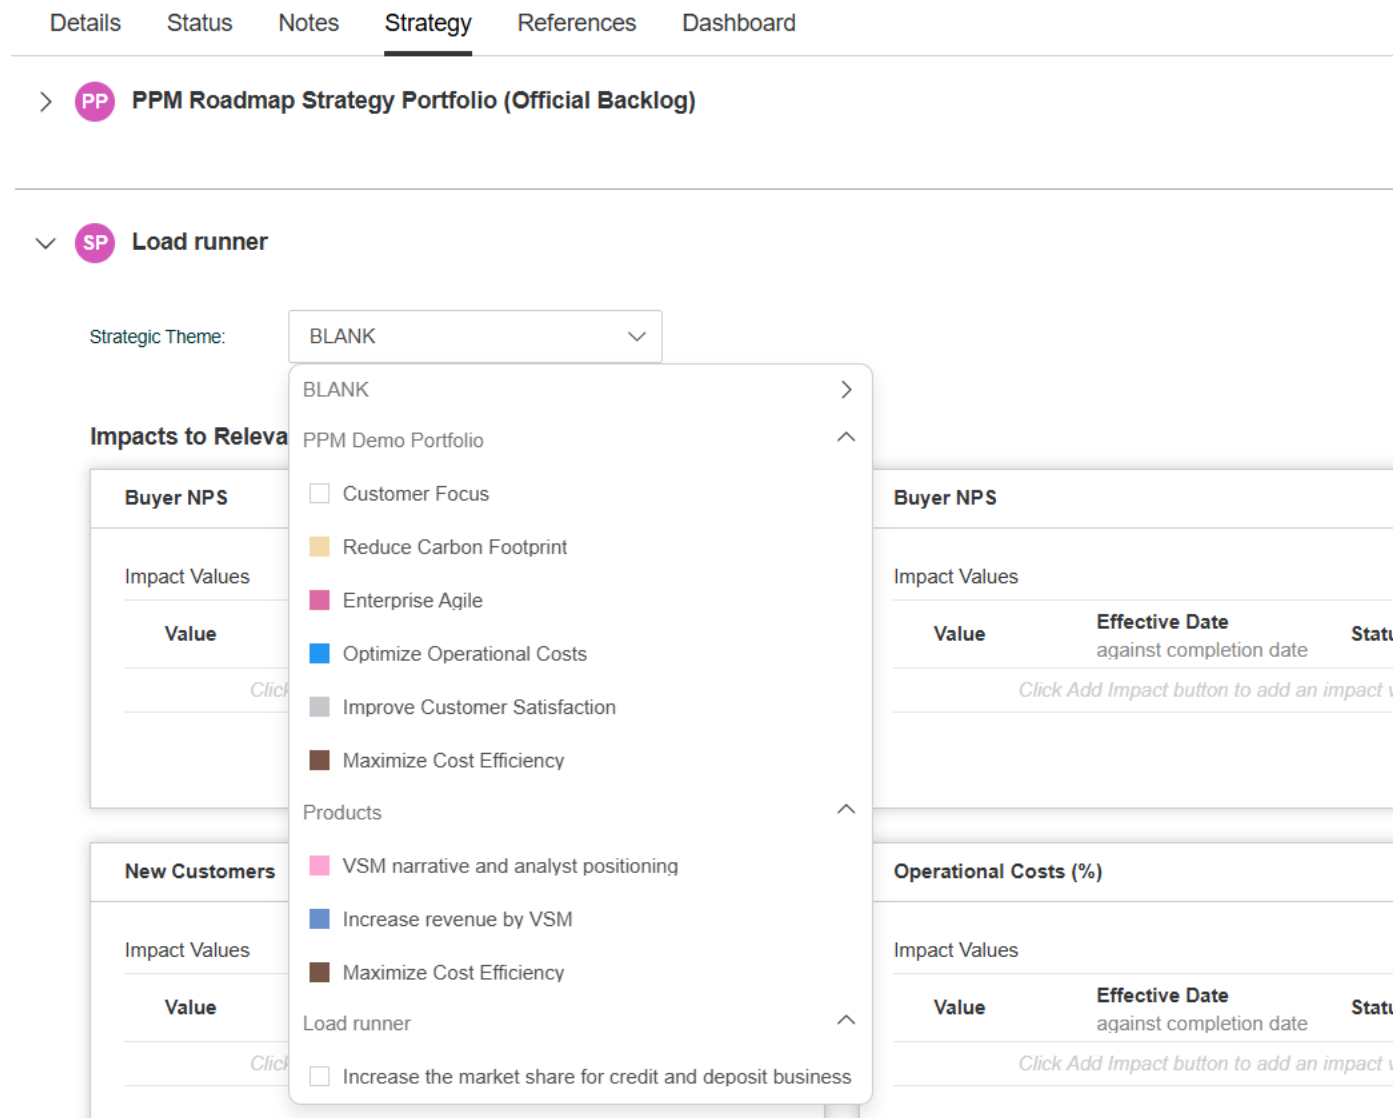 Details Status Notes Strategy References Dashboard
PP PPM Roadmap Strategy Portfolio (Official Backlog)
SP Load runner
Strategic Theme: BLANK
BLANK
Impacts to Releva
PPM Demo Portfolio
Buyer NPS
Customer Focus
Buyer NPS
Reduce Carbon Footprint
Impact Values
Impact Values
Enterprise Agile
Value
Value
Effective Date
against completion date
Statu
Optimize Operational Costs
Click
Click Add Impact button to add an impact v
Improve Customer Satisfaction
Maximize Cost Efficiency
Products
New Customers
VSM narrative and analyst positioning
Operational Costs (%)
Increase revenue by VSM
Impact Values
Impact Values
Maximize Cost Efficiency
Value
Value
Effective Date
against completion date
Statu
Load runner
Click
Click Add Impact button to add an impact v
Increase the market share for credit and deposit business